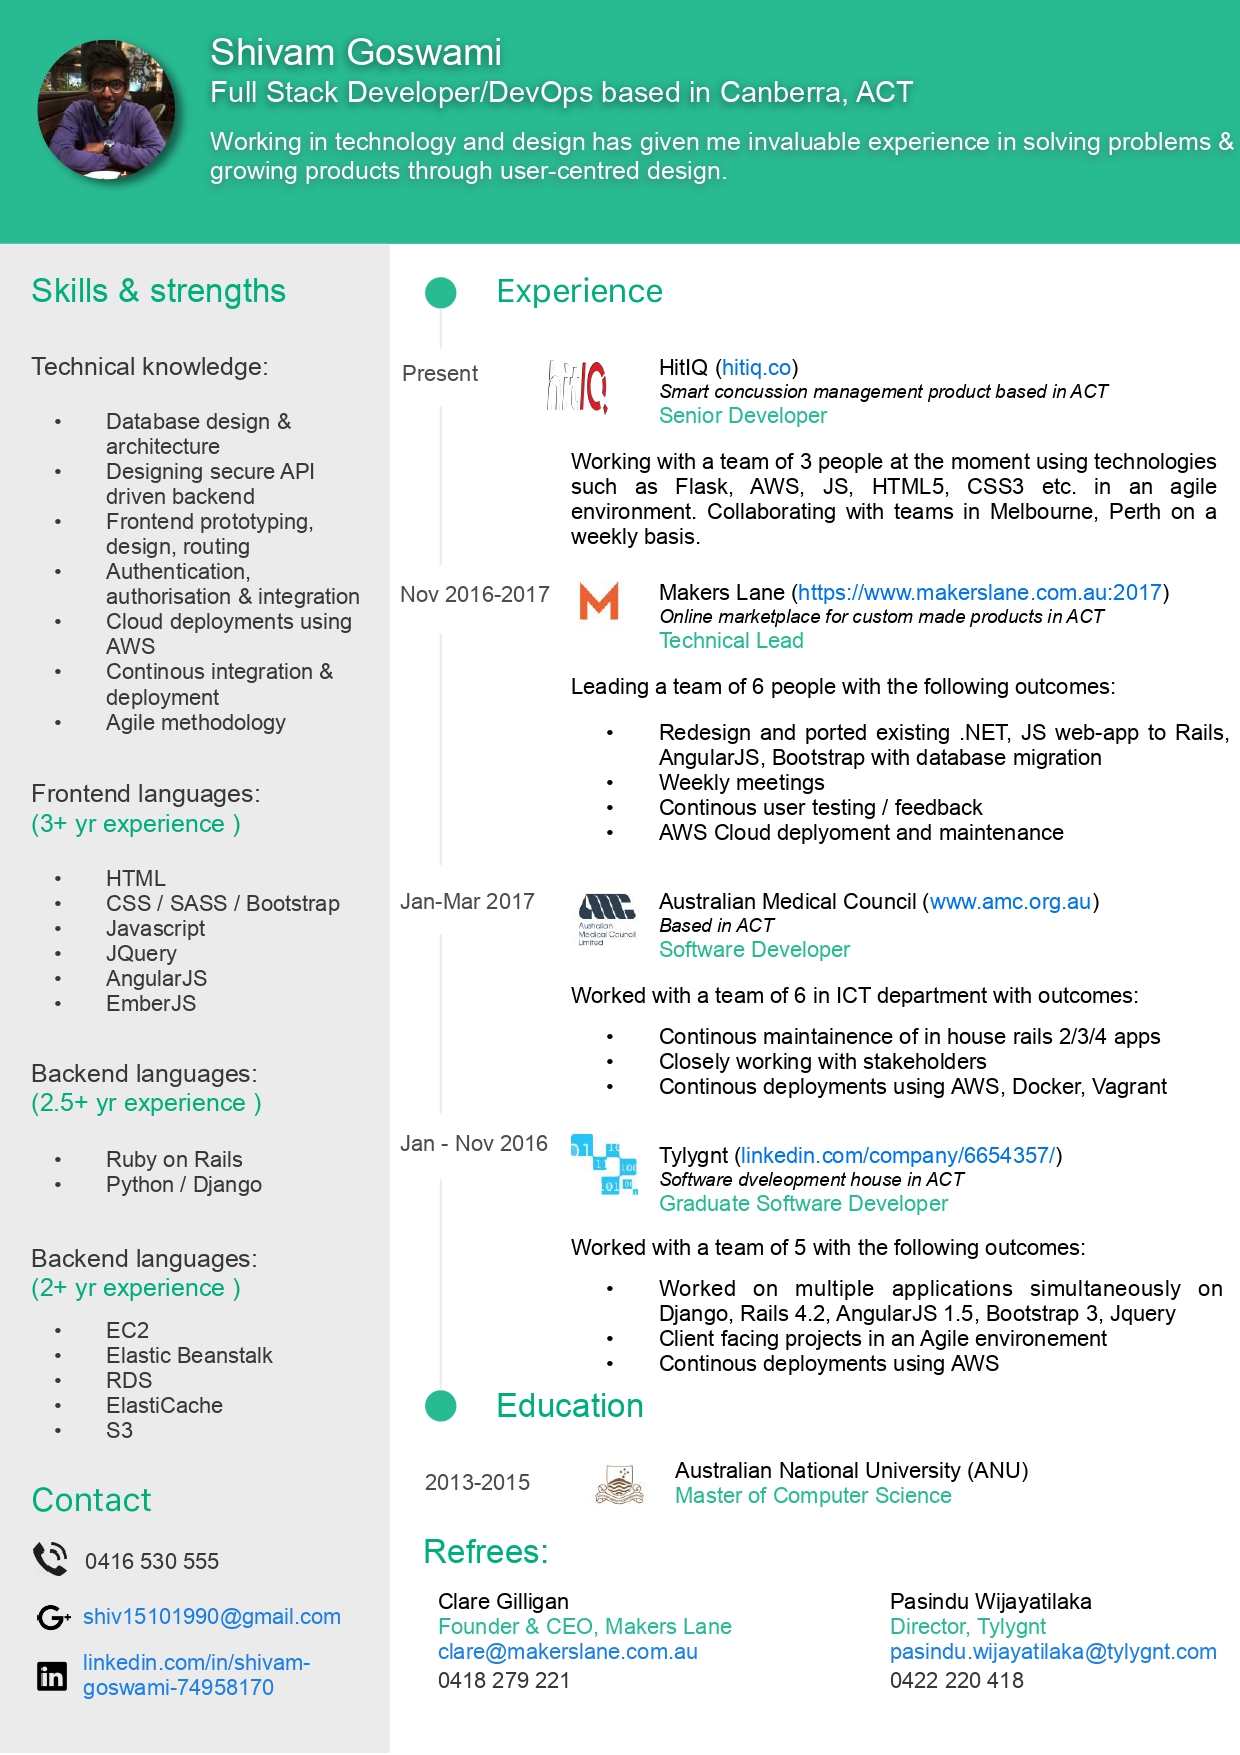 Shivam Goswami
Full Stack Developer/DevOps based in Canberra, ACT
Working in technology and design has given me invaluable experience in solving problems &
growing products through user-centred design.
Skills & strengths
Technical knowledge:
• Database design &
architecture
• Designing secure API
driven backend
• Frontend prototyping,
design, routing
• Authentication,
authorisation & integration
• Cloud deployments using
AWS
• Continous integration &
deployment
• Agile methodology
Frontend languages:
(3+ yr experience )
• HTML
• CSS / SASS / Bootstrap
• Javascript
• JQuery
• AngularJS
• EmberJS
Backend languages:
(2.5+ yr experience )
• Ruby on Rails
• Python / Django
Backend languages:
(2+ yr experience )
• EC2
• Elastic Beanstalk
• RDS
• ElastiCache
• S3
Contact
0416 530 555
G+ shiv15101990@gmail.com
in linkedin.com/in/shivam-
goswami-74958170
Experience
Present
hitIQ
HitIQ (hitiq.co)
Smart concussion management product based in ACT
Senior Developer
Working with a team of 3 people at the moment using technologies
such as Flask, AWS, JS, HTML5, CSS3 etc. in an agile
environment. Collaborating with teams in Melbourne, Perth on a
weekly basis.
Nov 2016-2017
M
Makers Lane (https://www.makerslane.com.au:2017)
Online marketplace for custom made products in ACT
Technical Lead
Leading a team of 6 people with the following outcomes:
• Redesign and ported existing .NET, JS web-app to Rails,
AngularJS, Bootstrap with database migration
• Weekly meetings
• Continous user testing / feedback
• AWS Cloud deplyoment and maintenance
Jan-Mar 2017
AMC
Australian
Medical Council
Limited
Australian Medical Council (www.amc.org.au)
Based in ACT
Software Developer
Worked with a team of 6 in ICT department with outcomes:
• Continous maintainence of in house rails 2/3/4 apps
• Closely working with stakeholders
• Continous deployments using AWS, Docker, Vagrant
Jan - Nov 2016
Tylygnt (linkedin.com/company/6654357/)
Software dveleopment house in ACT
Graduate Software Developer
Worked with a team of 5 with the following outcomes:
• Worked on multiple applications simultaneously on
Django, Rails 4.2, AngularJS 1.5, Bootstrap 3, Jquery
• Client facing projects in an Agile environement
• Continous deployments using AWS
Education
2013-2015
Australian National University (ANU)
Master of Computer Science
Refrees:
Clare Gilligan
Founder & CEO, Makers Lane
clare@makerslane.com.au
0418 279 221
Pasindu Wijayatilaka
Director, Tylygnt
pasindu.wijayatilaka@tylygnt.com
0422 220 418